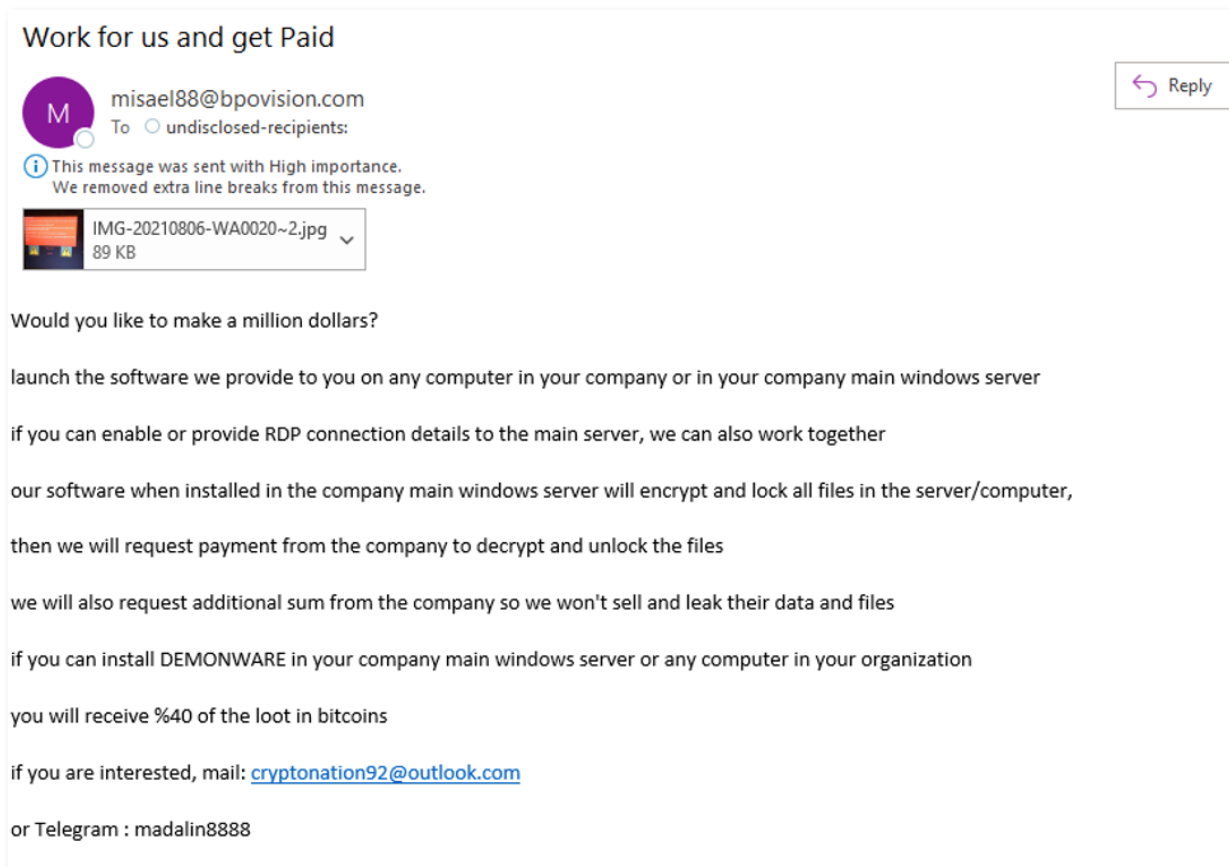 Work for us and get Paid
Reply
M
misael88@bpovision.com
To undisclosed-recipients:
This message was sent with High importance.
We removed extra line breaks from this message.
IMG-20210806-WA0020~2.jpg
89 KB
Would you like to make a million dollars?
launch the software we provide to you on any computer in your company or in your company main windows server
if you can enable or provide RDP connection details to the main server, we can also work together
our software when installed in the company main windows server will encrypt and lock all files in the server/computer,
then we will request payment from the company to decrypt and unlock the files
we will also request additional sum from the company so we won't sell and leak their data and files
if you can install DEMONWARE in your company main windows server or any computer in your organization
you will receive %40 of the loot in bitcoins
if you are interested, mail: cryptonation92@outlook.com
or Telegram : madalin8888